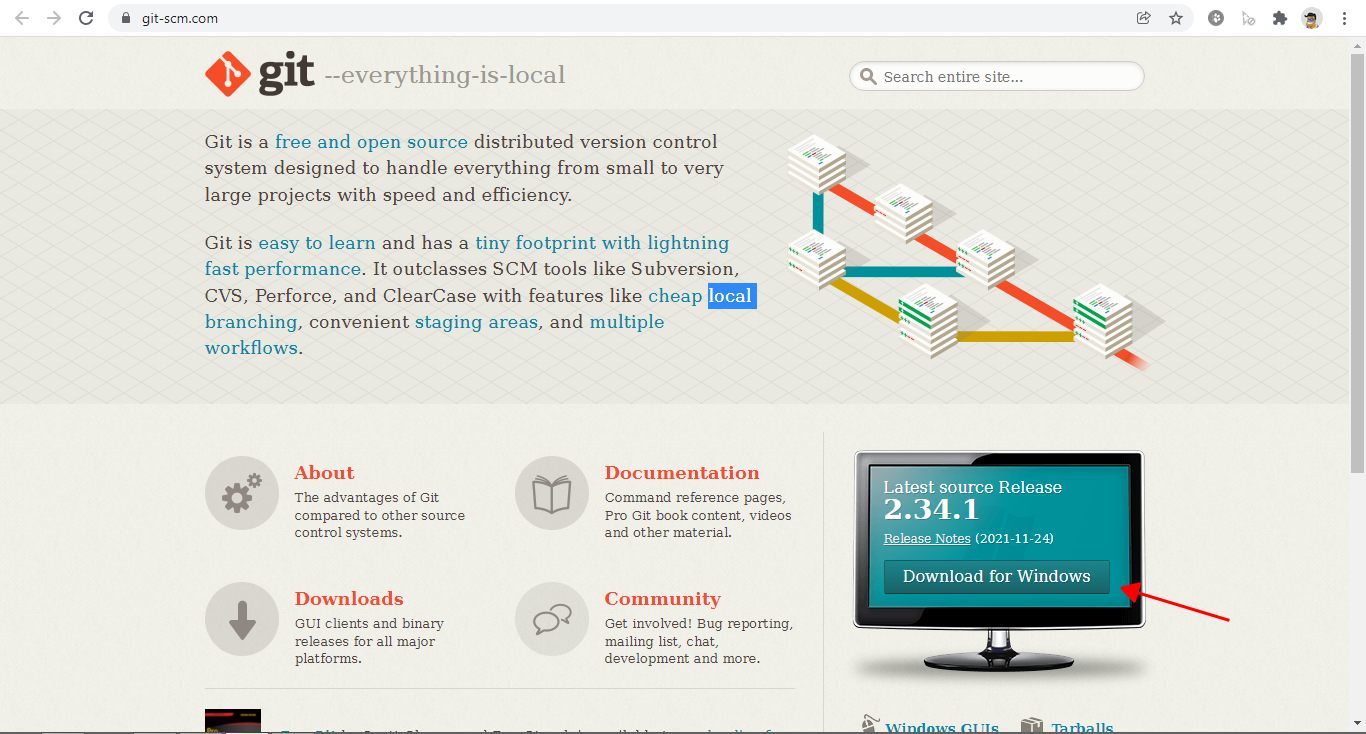 git-scm.com
git --everything-is-local
Search entire site...
Git is a free and open source distributed version control
system designed to handle everything from small to very
large projects with speed and efficiency.
Git is easy to learn and has a tiny footprint with lightning
fast performance. It outclasses SCM tools like Subversion,
CVS, Perforce, and ClearCase with features like cheap local
branching, convenient staging areas, and multiple
workflows.
About
The advantages of Git
compared to other source
control systems.
Documentation
Command reference pages,
Pro Git book content, videos
and other material.
Downloads
GUI clients and binary
releases for all major
platforms.
Community
Get involved! Bug reporting,
mailing list, chat,
development and more.
Latest source Release
2.34.1
Release Notes (2021-11-24)
Download for Windows
Windows GUIs
Tarballs